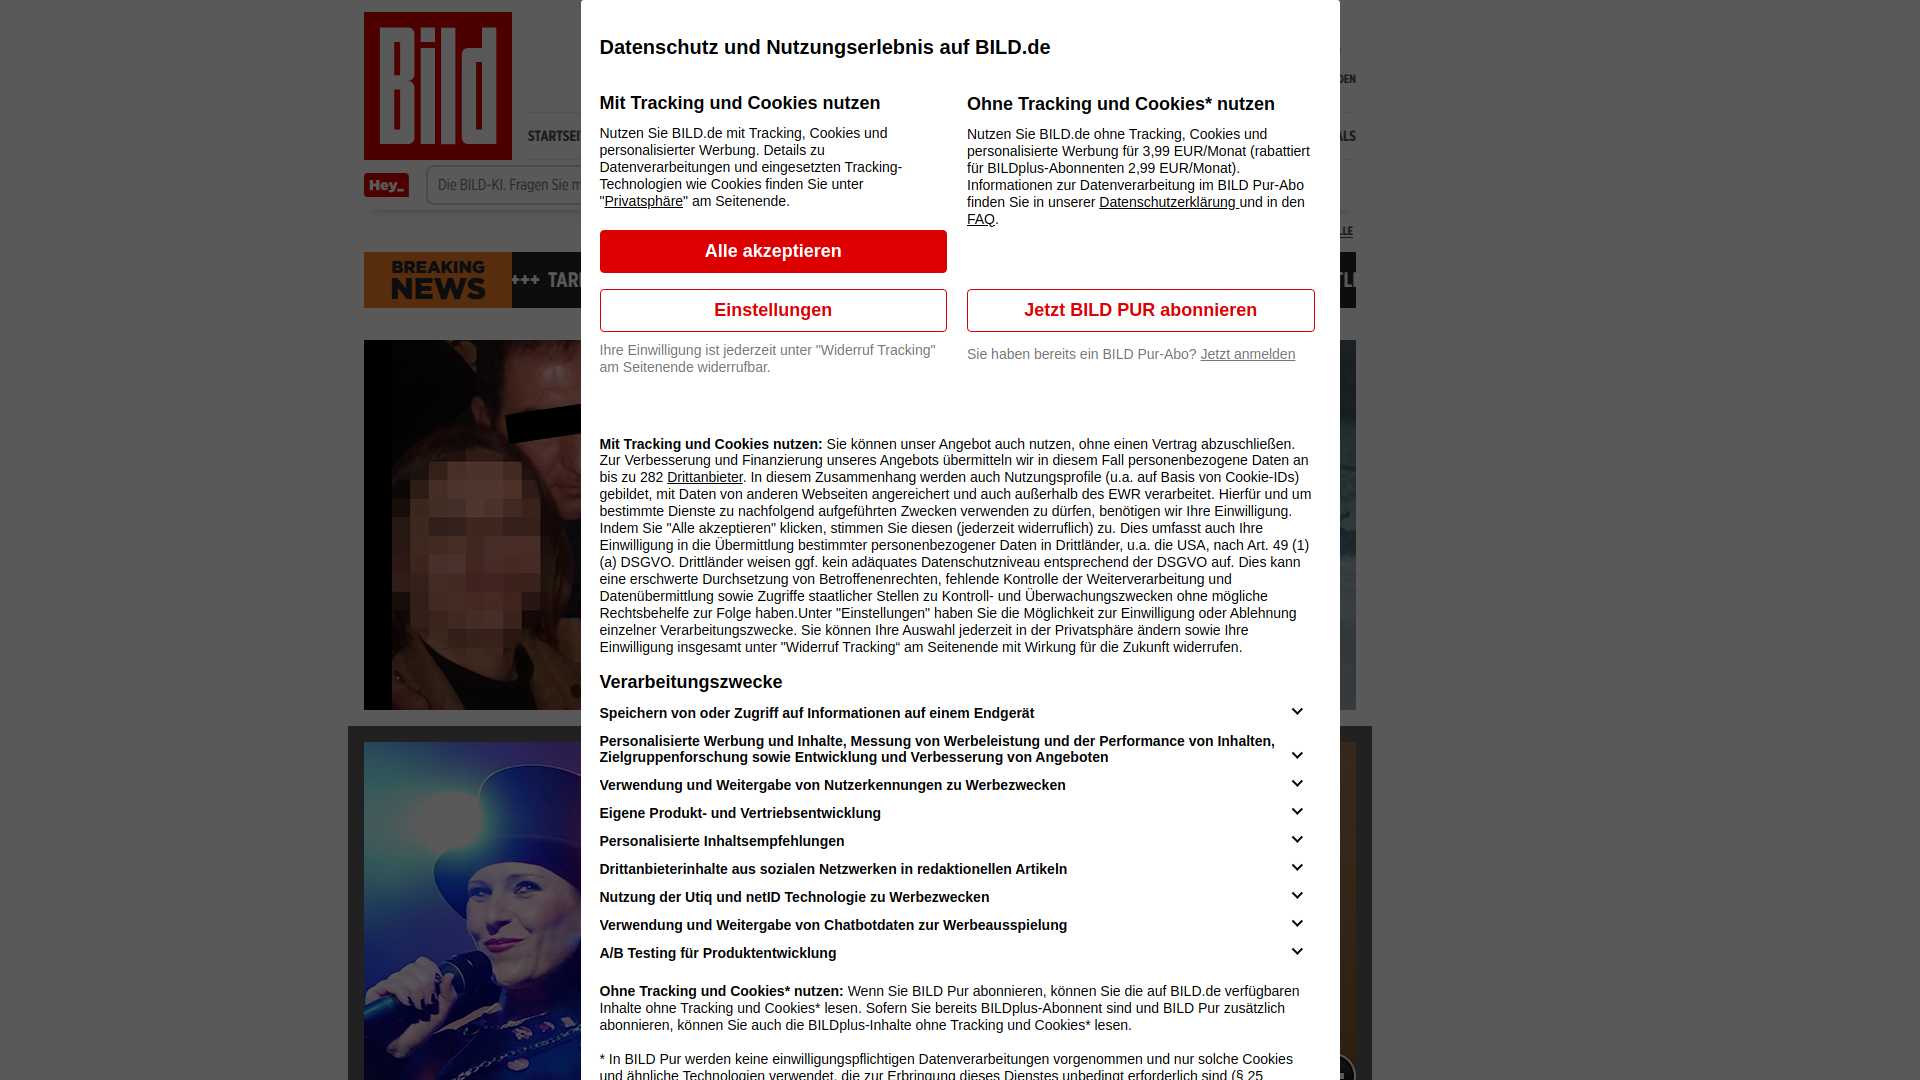 Bild
DEN
STARTSEI
ALS
Hey_
Die BILD-KI. Fragen Sie m
LLE
BREAKING
NEWS
+++ TARI
Datenschutz und Nutzungserlebnis auf BILD.de
Mit Tracking und Cookies nutzen
Nutzen Sie BILD.de mit Tracking, Cookies und
personalisierter Werbung. Details zu
Datenverarbeitungen und eingesetzten Tracking-
Technologien wie Cookies finden Sie unter
"Privatsphäre" am Seitenende.
Alle akzeptieren
Einstellungen
Ihre Einwilligung ist jederzeit unter "Widerruf Tracking"
am Seitenende widerrufbar.
Ohne Tracking und Cookies* nutzen
Nutzen Sie BILD.de ohne Tracking, Cookies und
personalisierte Werbung für 3,99 EUR/Monat (rabattiert
für BILDplus-Abonnenten 2,99 EUR/Monat).
Informationen zur Datenverarbeitung im BILD Pur-Abo
finden Sie in unserer Datenschutzerklärung und in den
FAQ.
Jetzt BILD PUR abonnieren
Sie haben bereits ein BILD Pur-Abo? Jetzt anmelden
Mit Tracking und Cookies nutzen: Sie können unser Angebot auch nutzen, ohne einen Vertrag abzuschließen.
Zur Verbesserung und Finanzierung unseres Angebots übermitteln wir in diesem Fall personenbezogene Daten an
bis zu 282 Drittanbieter. In diesem Zusammenhang werden auch Nutzungsprofile (u.a. auf Basis von Cookie-IDs)
gebildet, mit Daten von anderen Webseiten angereichert und auch außerhalb des EWR verarbeitet. Hierfür und um
bestimmte Dienste zu nachfolgend aufgeführten Zwecken verwenden zu dürfen, benötigen wir Ihre Einwilligung.
Indem Sie "Alle akzeptieren" klicken, stimmen Sie diesen (jederzeit widerruflich) zu. Dies umfasst auch Ihre
Einwilligung in die Übermittlung bestimmter personenbezogener Daten in Drittländer, u.a. die USA, nach Art. 49 (1)
(a) DSGVO. Drittländer weisen ggf. kein adäquates Datenschutzniveau entsprechend der DSGVO auf. Dies kann
eine erschwerte Durchsetzung von Betroffenenrechten, fehlende Kontrolle der Weiterverarbeitung und
Datenübermittlung sowie Zugriffe staatlicher Stellen zu Kontroll- und Überwachungszwecken ohne mögliche
Rechtsbehelfe zur Folge haben.Unter "Einstellungen" haben Sie die Möglichkeit zur Einwilligung oder Ablehnung
einzelner Verarbeitungszwecke. Sie können Ihre Auswahl jederzeit in der Privatsphäre ändern sowie Ihre
Einwilligung insgesamt unter "Widerruf Tracking“ am Seitenende mit Wirkung für die Zukunft widerrufen.
Verarbeitungszwecke
Speichern von oder Zugriff auf Informationen auf einem Endgerät
Personalisierte Werbung und Inhalte, Messung von Werbeleistung und der Performance von Inhalten,
Zielgruppenforschung sowie Entwicklung und Verbesserung von Angeboten
Verwendung und Weitergabe von Nutzerkennungen zu Werbezwecken
Eigene Produkt- und Vertriebsentwicklung
Personalisierte Inhaltsempfehlungen
Drittanbieterinhalte aus sozialen Netzwerken in redaktionellen Artikeln
Nutzung der Utiq und netID Technologie zu Werbezwecken
Verwendung und Weitergabe von Chatbotdaten zur Werbeausspielung
A/B Testing für Produktentwicklung
Ohne Tracking und Cookies* nutzen: Wenn Sie BILD Pur abonnieren, können Sie die auf BILD.de verfügbaren
Inhalte ohne Tracking und Cookies* lesen. Sofern Sie bereits BILDplus-Abonnent sind und BILD Pur zusätzlich
abonnieren, können Sie auch die BILDplus-Inhalte ohne Tracking und Cookies* lesen.
* In BILD Pur werden keine einwilligungspflichtigen Datenverarbeitungen vorgenommen und nur solche Cookies
und ähnliche Technologien verwendet, die zur Erbringung dieses Dienstes unbedingt erforderlich sind (§ 25